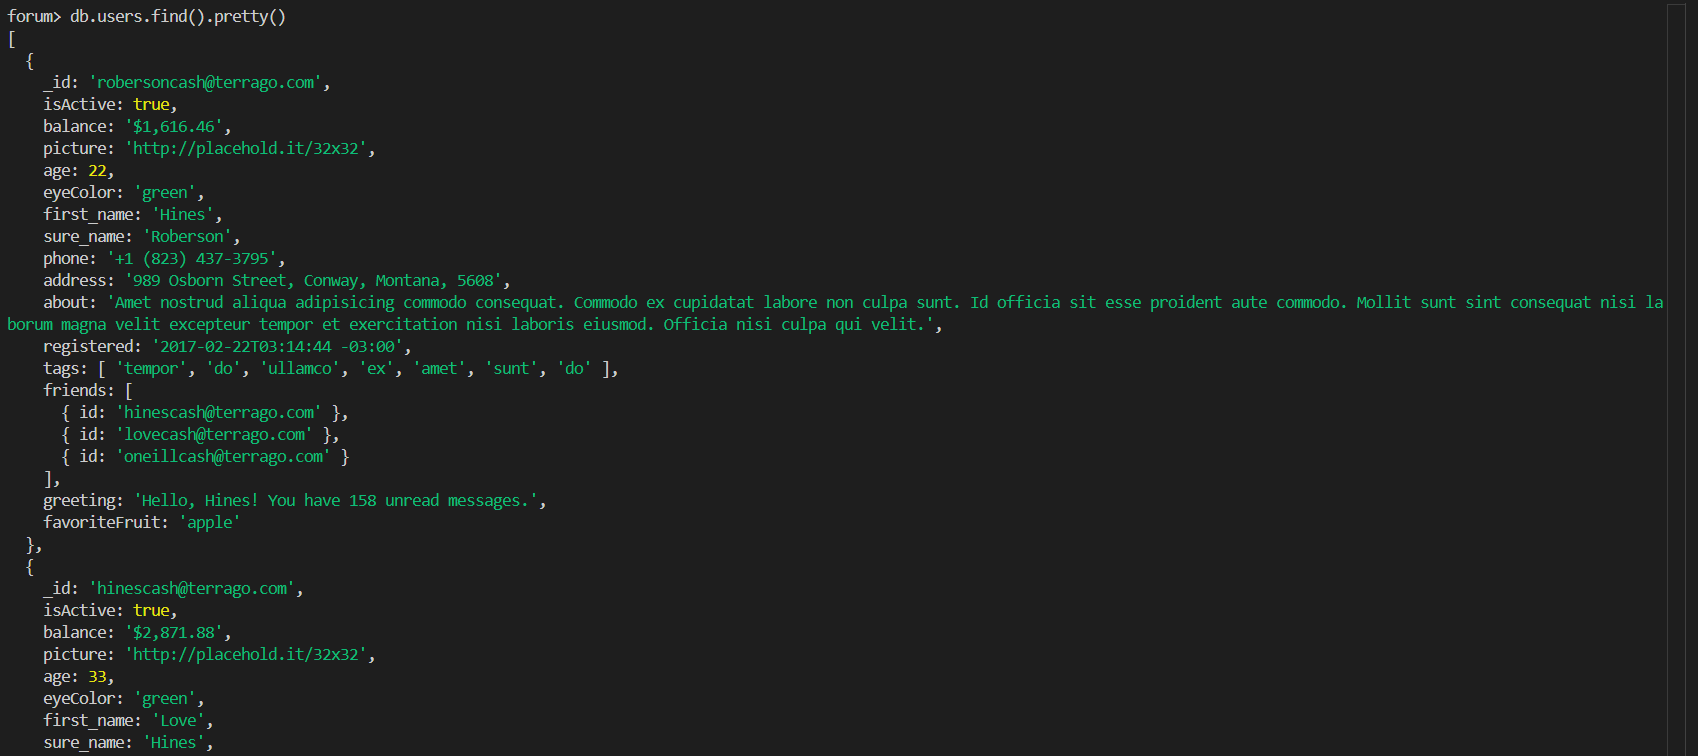 forum> db.users.find().pretty()
[
  {
    _id: 'robersoncash@terrago.com',
    isActive: true,
    balance: '$1,616.46',
    picture: 'http://placehold.it/32x32',
    age: 22,
    eyeColor: 'green',
    first_name: 'Hines',
    sure_name: 'Roberson',
    phone: '+1 (823) 437-3795',
    address: '989 Osborn Street, Conway, Montana, 5608',
    about: 'Amet nostrud aliqua adipisicing commodo consequat. Commodo ex cupidatat labore non culpa sunt. Id officia sit esse proident aute commodo. Mollit sunt sint consequat nisi la
borum magna velit excepteur tempor et exercitation nisi laboris eiusmod. Officia nisi culpa qui velit.',
    registered: '2017-02-22T03:14:44 -03:00',
    tags: [ 'tempor', 'do', 'ullamco', 'ex', 'amet', 'sunt', 'do' ],
    friends: [
      { id: 'hinescash@terrago.com' },
      { id: 'lovecash@terrago.com' },
      { id: 'oneillcash@terrago.com' }
    ],
    greeting: 'Hello, Hines! You have 158 unread messages.',
    favoriteFruit: 'apple'
  },
  {
    _id: 'hinescash@terrago.com',
    isActive: true,
    balance: '$2,871.88',
    picture: 'http://placehold.it/32x32',
    age: 33,
    eyeColor: 'green',
    first_name: 'Love',
    sure_name: 'Hines',